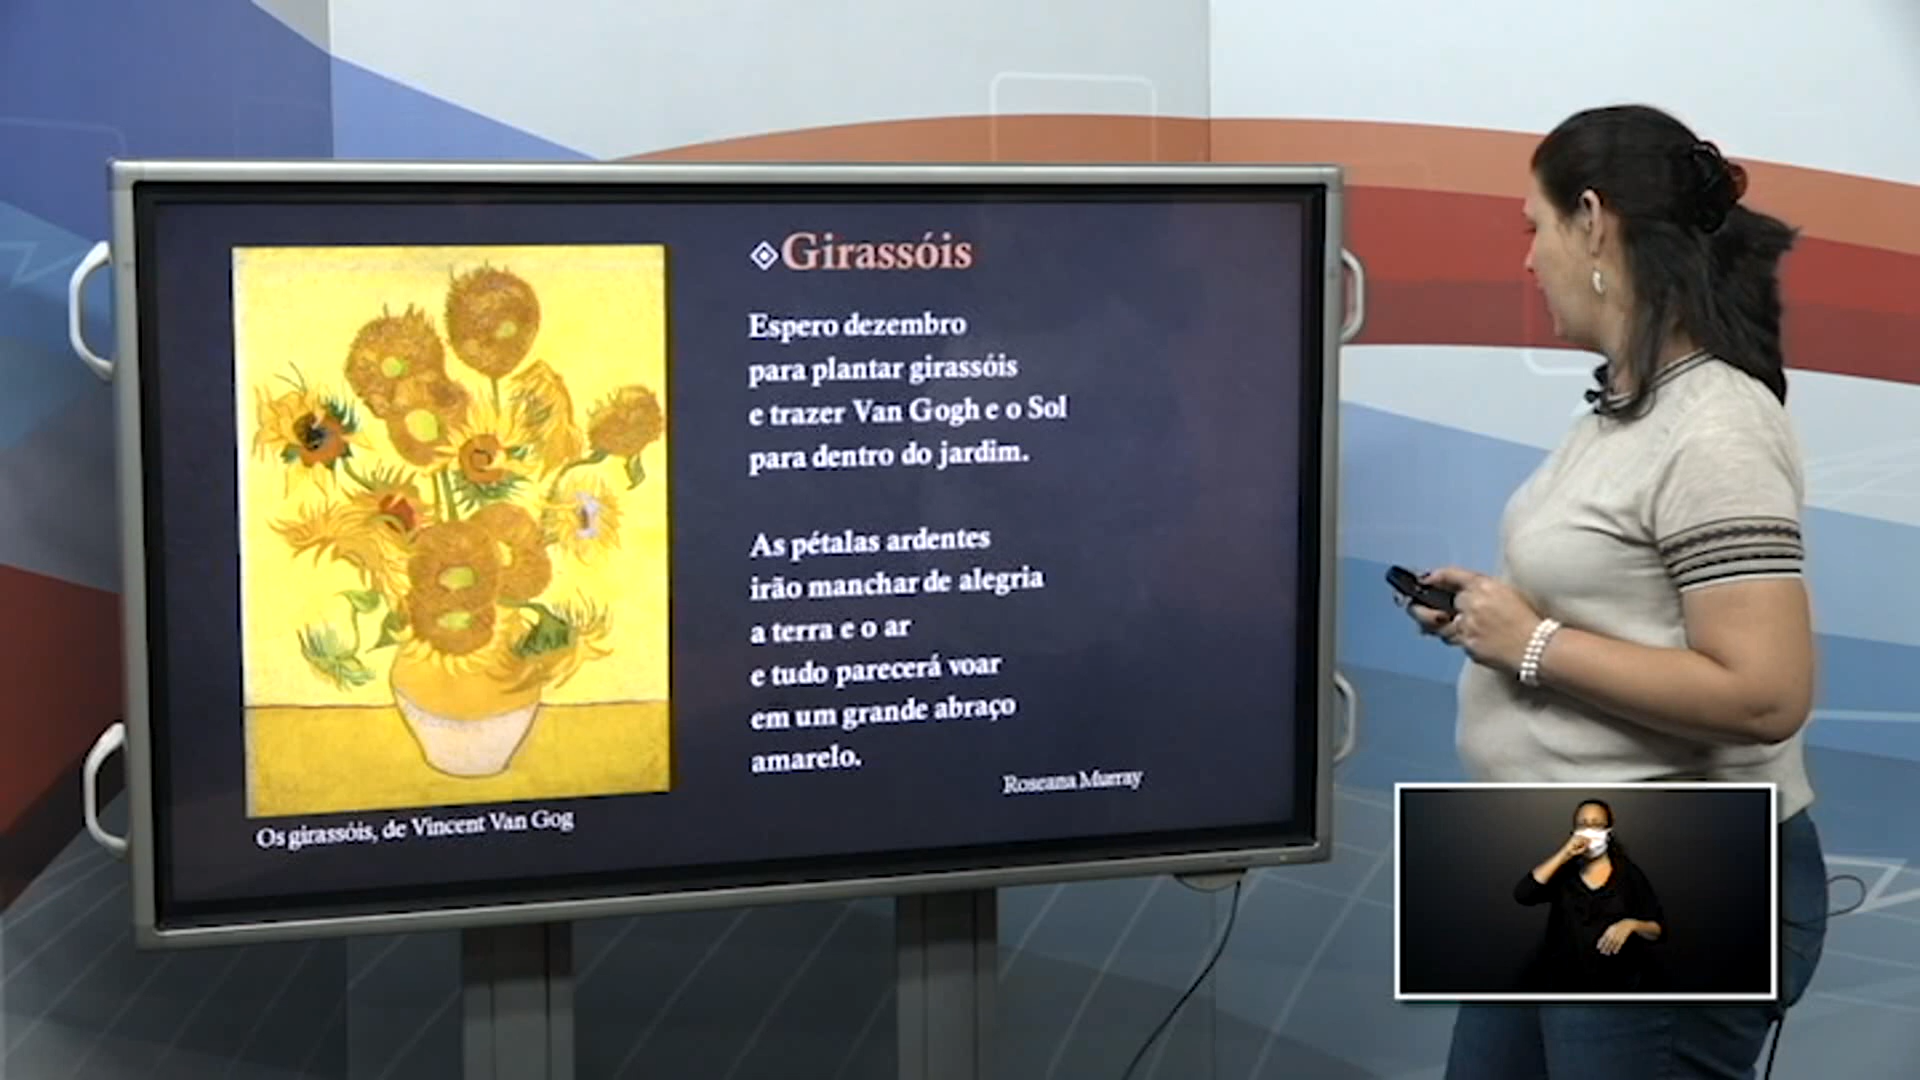 Girassóis
Espero dezembro
para plantar girassóis
e trazer Van Gogh e o Sol
para dentro do jardim.
As pétalas ardentes
irão manchar de alegria
a terra e o ar
e tudo parecerá voar
em um grande abraço
amarelo.
Roseana Murray
Os girassóis, de Vincent Van Gog